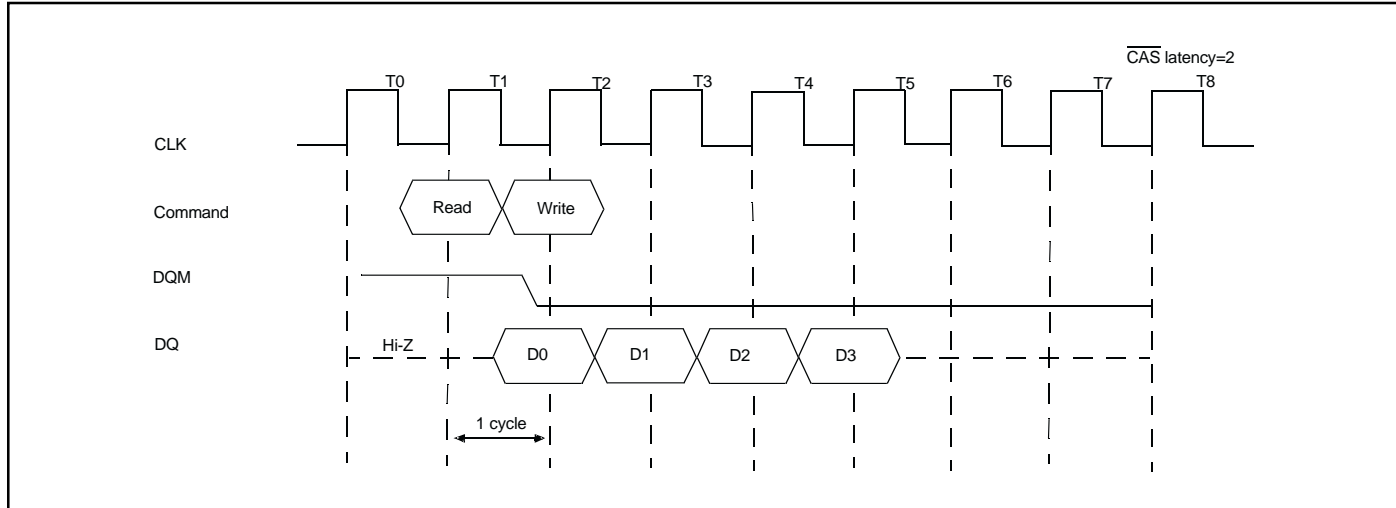 CAS latency=2
T0 T1 T2 T3 T4 T5 T6 T7 T8
CLK
Command Read Write
DQM
DQ Hi-Z D0 D1 D2 D3
1 cycle